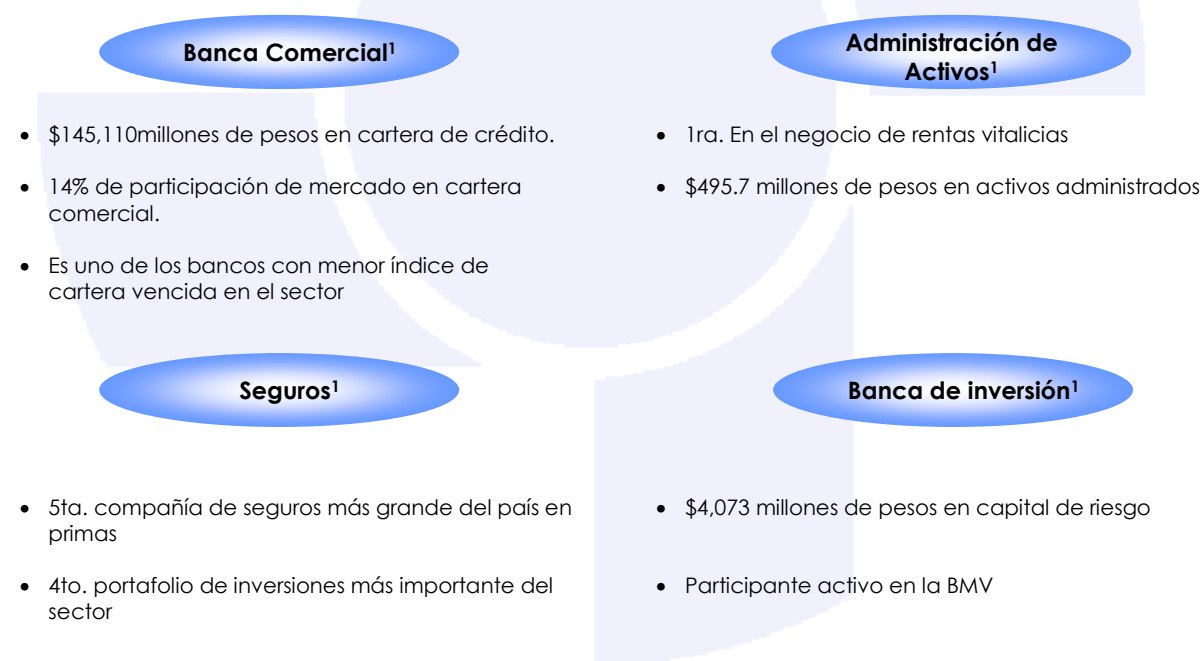 Banca Comercial¹
• $145,110millones de pesos en cartera de crédito.
• 14% de participación de mercado en cartera
comercial.
• Es uno de los bancos con menor índice de
cartera vencida en el sector
Administración de
Activos¹
• 1ra. En el negocio de rentas vitalicias
• $495.7 millones de pesos en activos administrados
Seguros¹
• 5ta. compañía de seguros más grande del país en
primas
• 4to. portafolio de inversiones más importante del
sector
Banca de inversión¹
• $4,073 millones de pesos en capital de riesgo
• Participante activo en la BMV